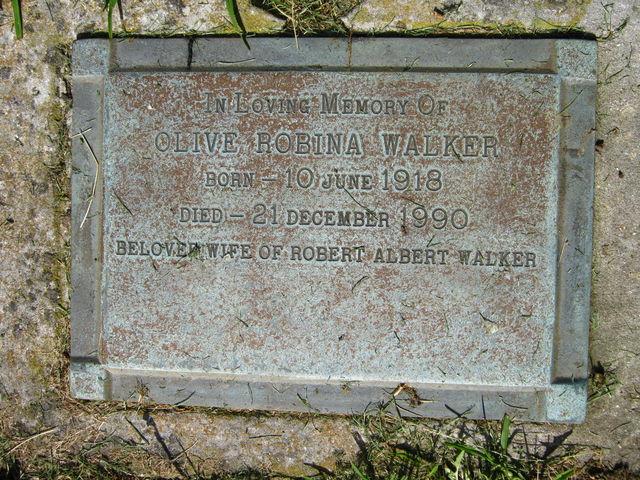 In Loving Memory Of
OLIVE ROBINA WALKER
BORN - 10 JUNE 1918
DIED - 21 DECEMBER 1990
BELOVED WIFE OF ROBERT ALBERT WALKER